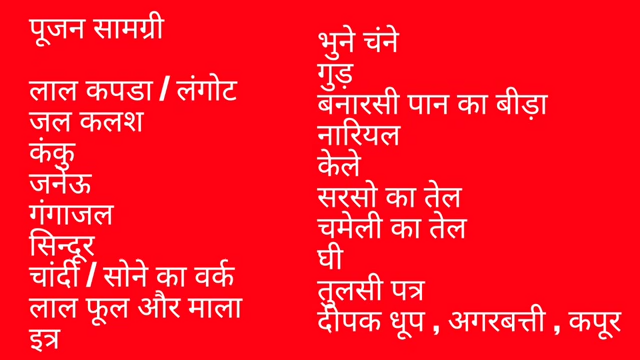 पूजन सामग्री
लाल कपडा / लंगोट
जल कलश
कंकु
जनेऊ
गंगाजल
सिन्दूर
चांदी / सोने का वर्क
लाल फूल और माला
इत्र
भुने चंने
गुड़
बनारसी पान का बीड़ा
नारियल
केले
सरसो का तेल
चमेली का तेल
घी
तुलसी पत्र
दीपक धूप , अगरबत्ती , कपूर